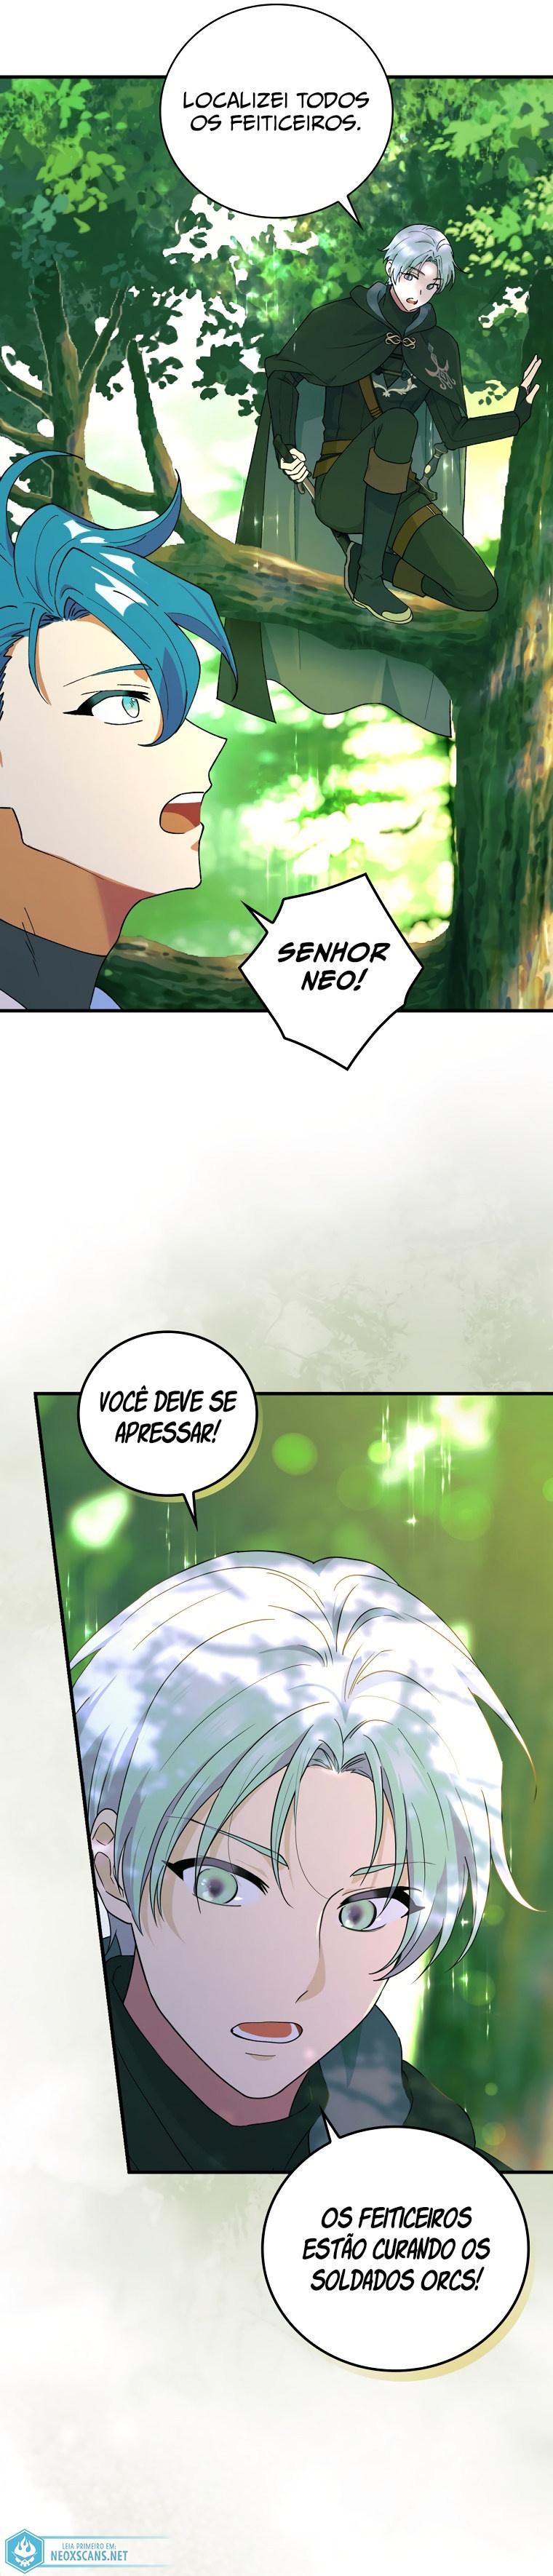 LOCALIZEI TODOS
OS FEITICEIROS.
SENHOR
NEO!
VOCÊ DEVE SE
APRESSAR!
OS FEITICEIROS
ESTÃO CURANDO OS
SOLDADOS ORCS!
LEIA PRIMEIRO EM:
NEOXSCANS.NET